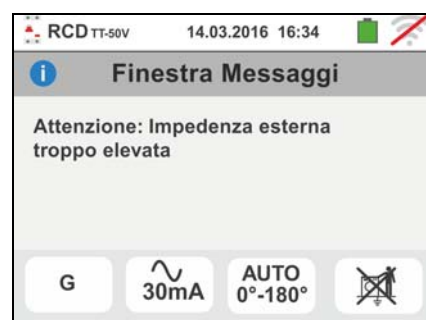 RCD TT-50V 14.03.2016 16:34
Finestra Messaggi
Attenzione: Impedenza esterna
troppo elevata
G
30mA
AUTO
0°-180°